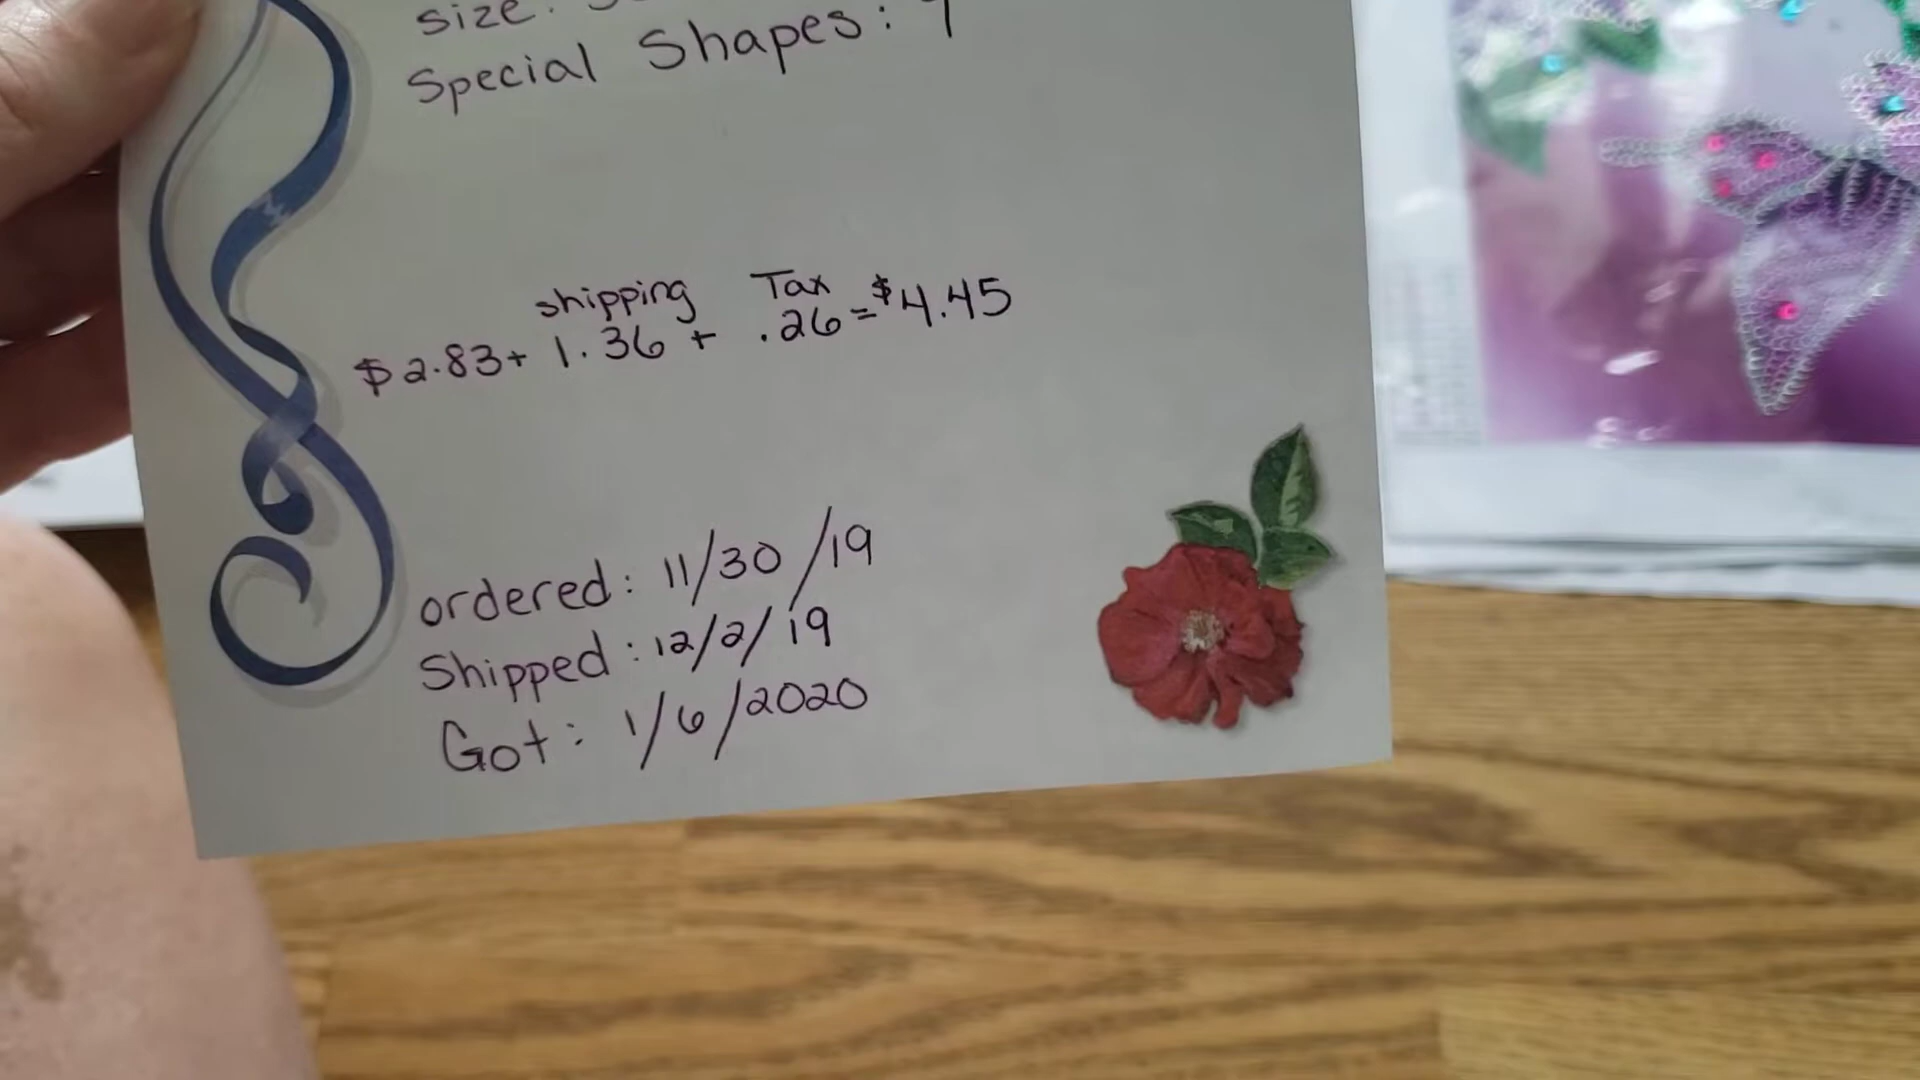 size:
Special Shapes:
shipping Tax
$2.83+ 1.36 + .26 = $4.45
ordered: 11/30/19
Shipped: 12/2/19
Got: 1/6/2020